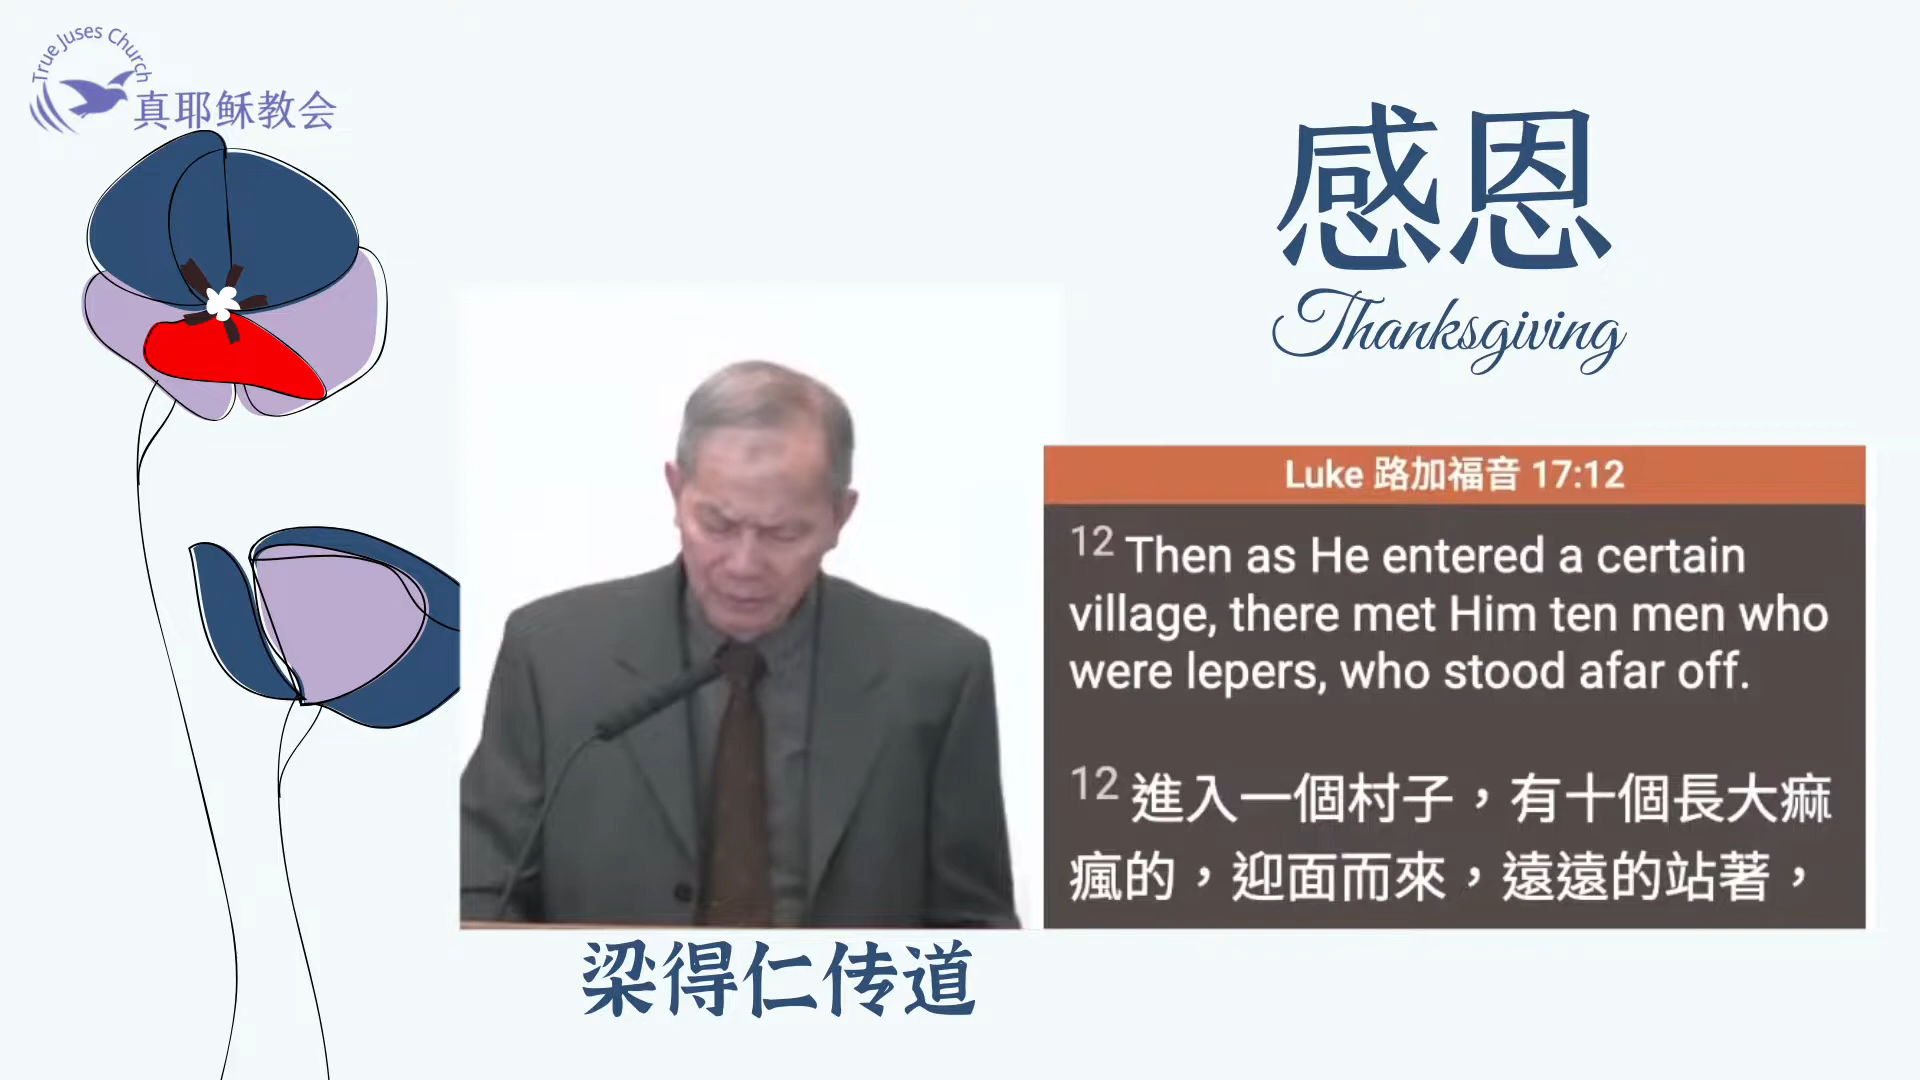 True Juses Church
真耶稣教会
感恩
Thanksgiving
Luke 路加福音 17:12
12 Then as He entered a certain
village, there met Him ten men who
were lepers, who stood afar off.
12 進入一個村子，有十個長大痲
瘋的，迎面而來，遠遠的站著，
梁得仁传道